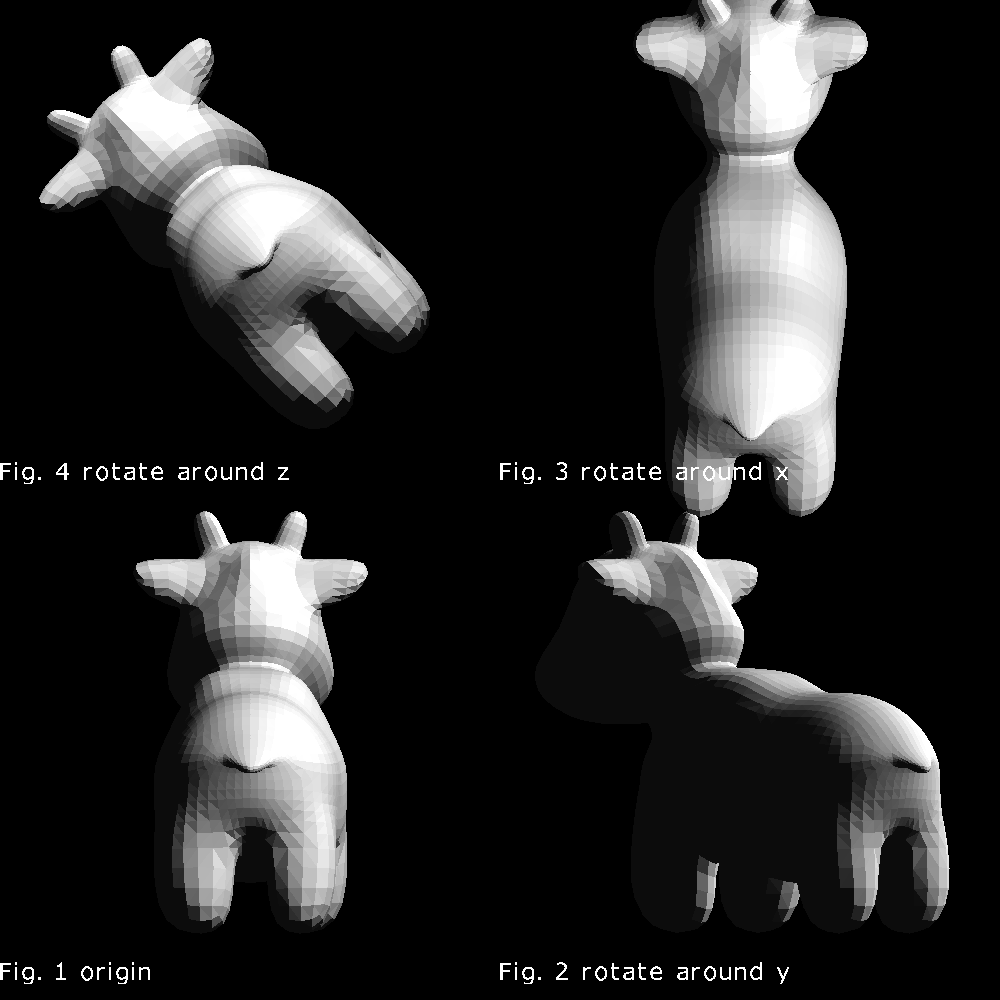 Fig. 4 rotate around z
Fig. 3 rotate around x
Fig. 1 origin
Fig. 2 rotate around y